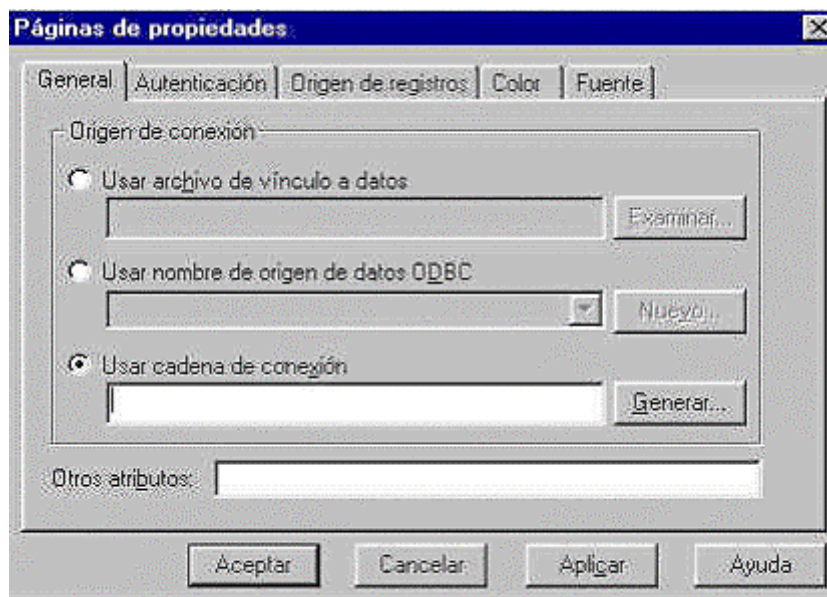 Páginas de propiedades
General Autenticación Origen de registros Color Fuente
Origen de conexión
Usar archivo de vínculo a datos
Examinar...
Usar nombre de origen de datos ODBC
Nuevo...
Usar cadena de conexión
Generar...
Otros atributos:
Aceptar Cancelar Aplicar Ayuda